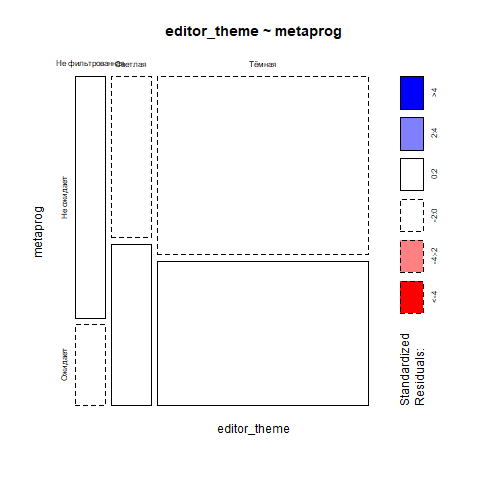 editor_theme ~ metaprog
Не
Светлая
Тёмная
metaprog
Не ожидает
Ожидает
editor_theme
>4
2:4
0:2
-2:0
-4:-2
<-4
Standardized
Residuals: